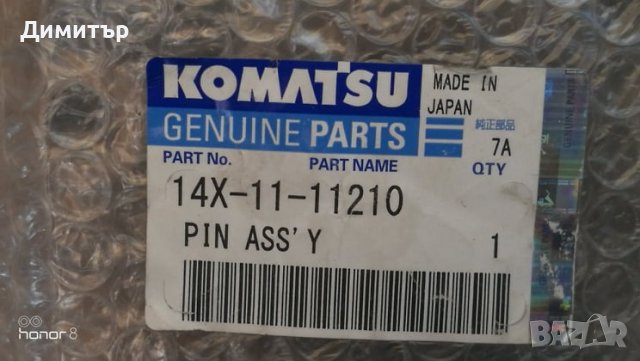 Димитър
KOMATSU
MADE IN
JAPAN
GENUINE PARTS
純正部品
7A
PART No.
PART NAME
QTY
14X-11-11210
PIN ASS'Y
1
honor 8
BAZAR